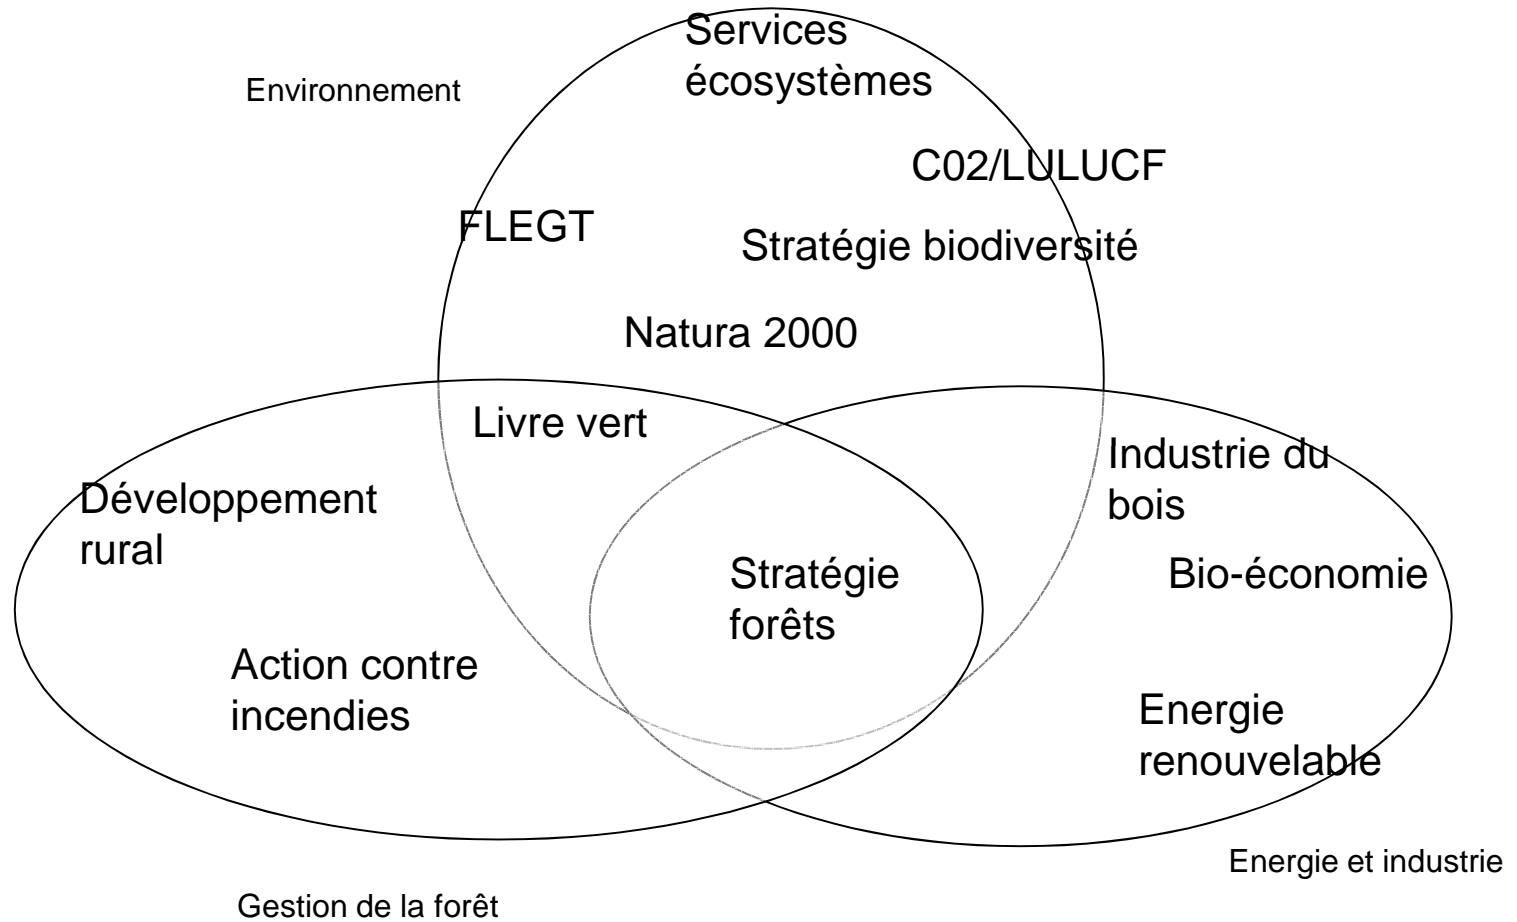 Services
écosystèmes
Environnement
C02/LULUCF
FLEGT
Stratégie biodiversité
Natura 2000
Livre vert
Industrie du
bois
Développement
rural
Stratégie
forêts
Bio-économie
Action contre
incendies
Energie
renouvelable
Energie et industrie
Gestion de la forêt